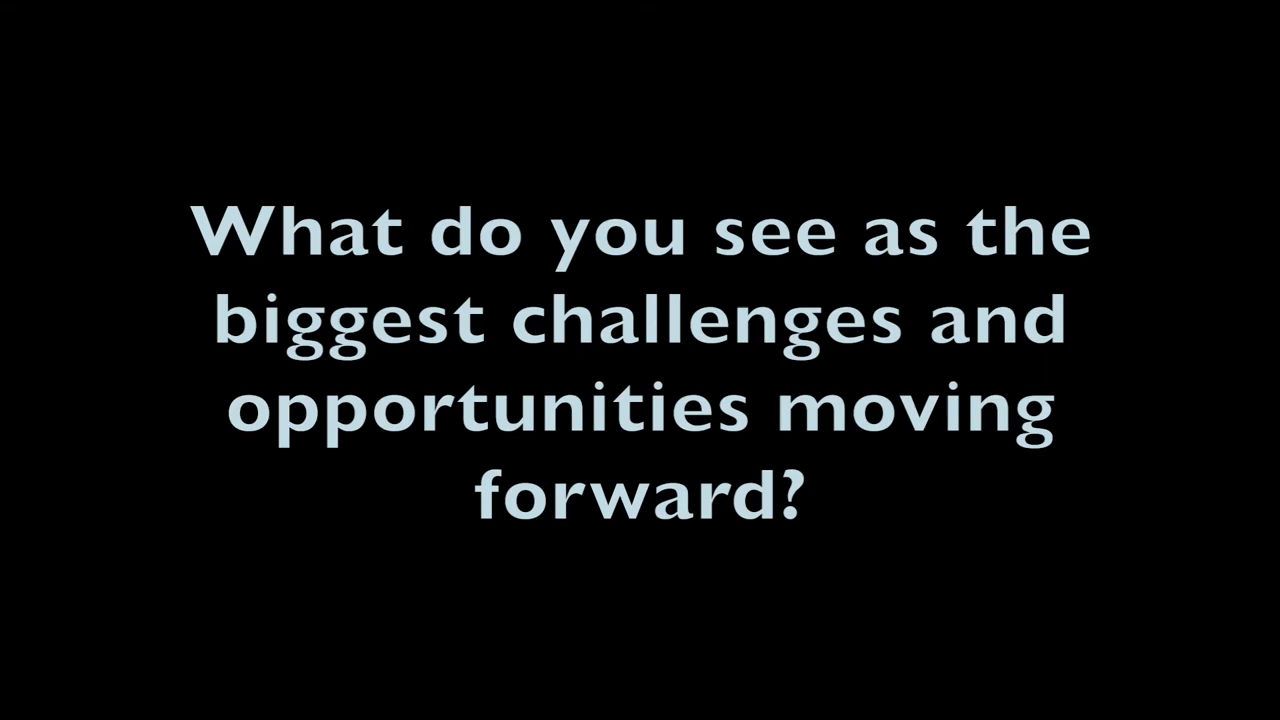 What do you see as the
biggest challenges and
opportunities moving
forward?